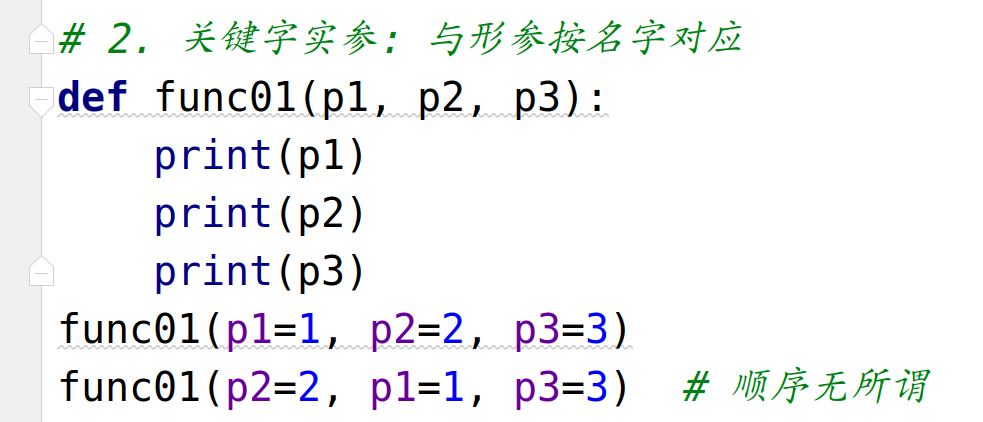 # 2. 关键字实参: 与形参按名字对应
def func01(p1, p2, p3):
    print(p1)
    print(p2)
    print(p3)
func01(p1=1, p2=2, p3=3)
func01(p2=2, p1=1, p3=3)  # 顺序无所谓